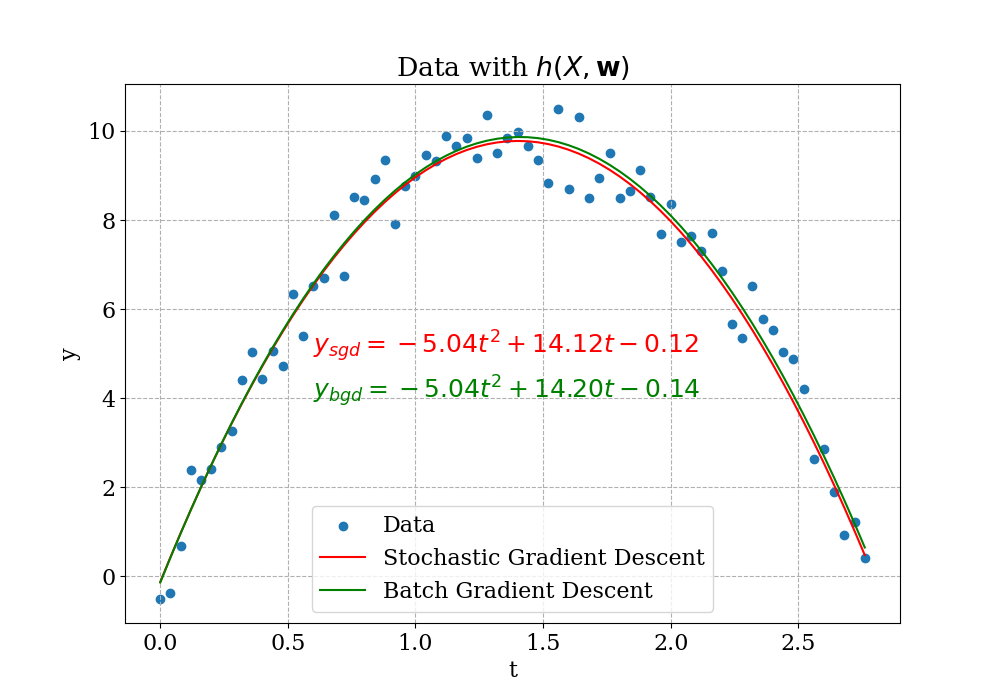 Data with h(X, w)
y
10
8
6
4
2
0
y_sgd = −5.04t² + 14.12t − 0.12
y_bgd = −5.04t² + 14.20t − 0.14
Data
Stochastic Gradient Descent
Batch Gradient Descent
0.0 0.5 1.0 1.5 2.0 2.5
t